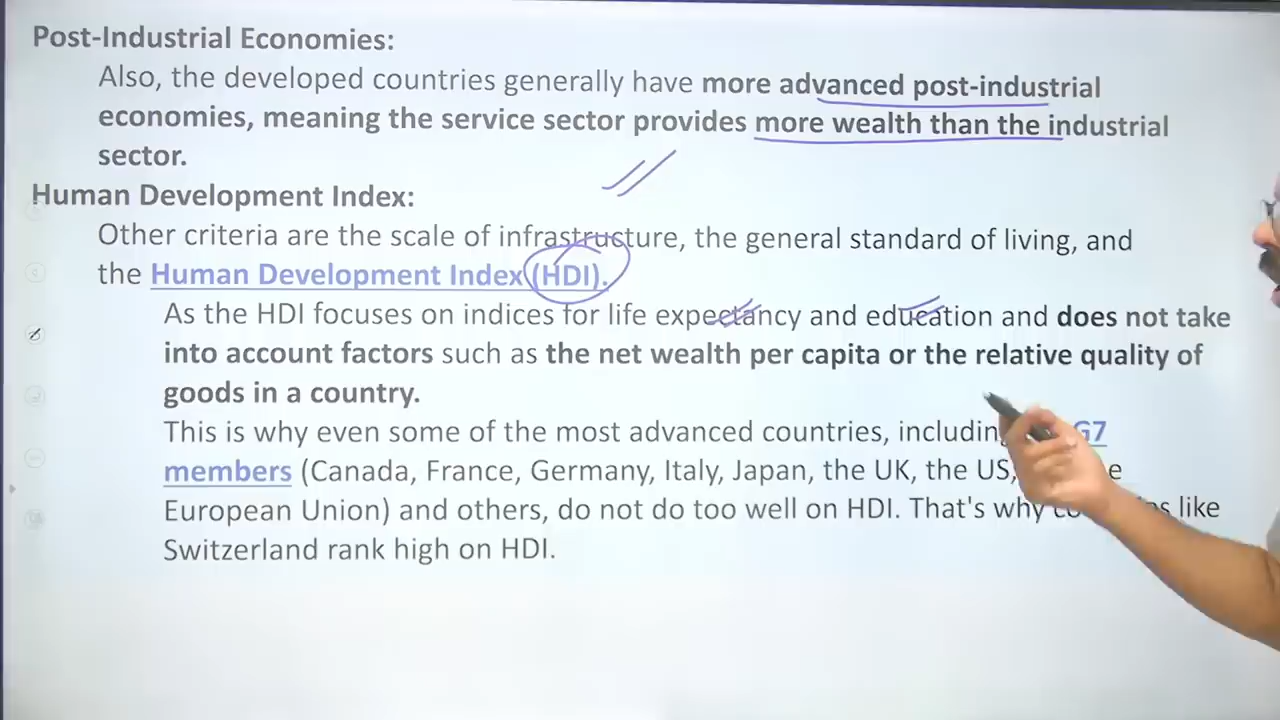 Post-Industrial Economies:
Also, the developed countries generally have more advanced post-industrial
economies, meaning the service sector provides more wealth than the industrial
sector.
Human Development Index:
Other criteria are the scale of infrastructure, the general standard of living, and
the Human Development Index (HDI).
As the HDI focuses on indices for life expectancy and education and does not take
into account factors such as the net wealth per capita or the relative quality of
goods in a country.
This is why even some of the most advanced countries, including G7
members (Canada, France, Germany, Italy, Japan, the UK, the US,
European Union) and others, do not do too well on HDI. That's why like
Switzerland rank high on HDI.